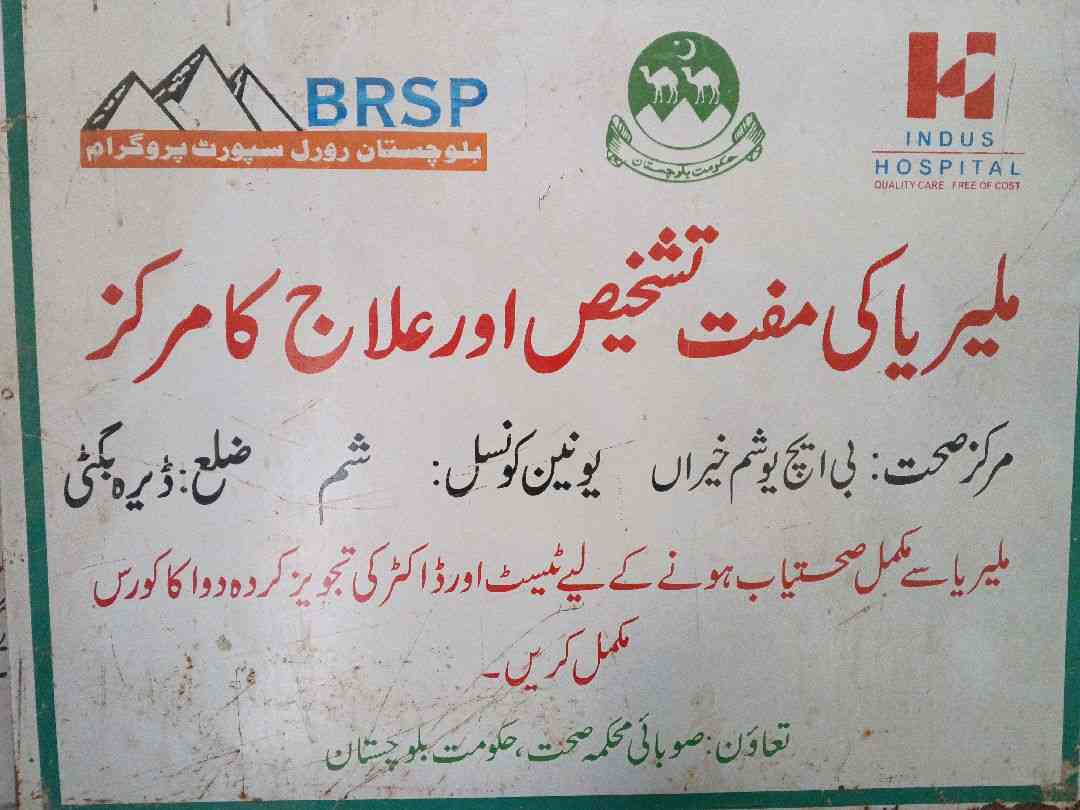 BRSP
بلوچستان رورل سپورٹ پروگرام
حکومت بلوچستان
INDUS
HOSPITAL
QUALITY CARE FREE OF COST
ملیریا کی مفت تشخیص اور علاج کا مرکز
مرکز صحت: بی ایچ یو شم خیراں یونین کونسل: شم ضلع: ڈیرہ بگٹی
ملیریا سے مکمل صحتیاب ہونے کے لیے ٹیسٹ اور ڈاکٹر کی تجویز کردہ دوا کا کورس
مکمل کریں۔
تعاؤن: صوبائی محکمہ صحت، حکومت بلوچستان